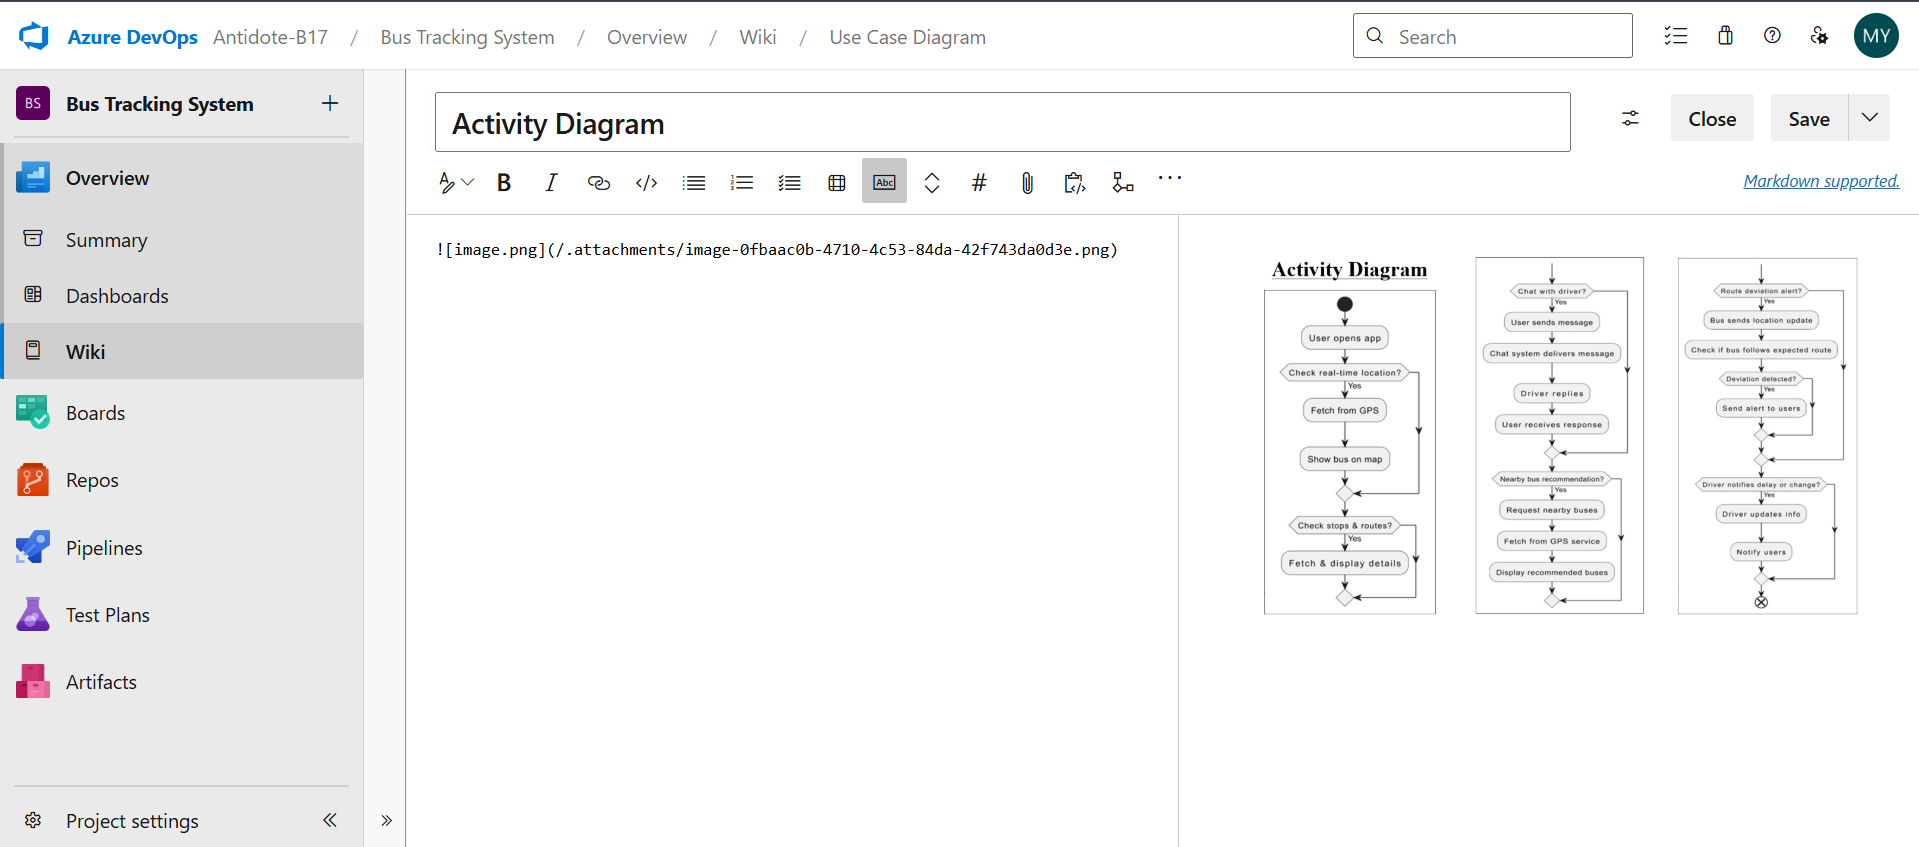 Azure DevOps Antidote-B17 / Bus Tracking System / Overview / Wiki / Use Case Diagram
Search
MY
BS Bus Tracking System
Overview
Summary
Dashboards
Wiki
Boards
Repos
Pipelines
Test Plans
Artifacts
Project settings
Activity Diagram
Close
Save
Abc
Markdown supported.
![image.png](/.attachments/image-0fbaac0b-4710-4c53-84da-42f743da0d3e.png)
Activity Diagram
User opens app
Check real-time location?
Yes
Fetch from GPS
Show bus on map
Check stops & routes?
Yes
Fetch & display details
Chat with driver?
Yes
User sends message
Chat system delivers message
Driver replies
User receives response
Nearby bus recommendation?
Yes
Request nearby buses
Fetch from GPS service
Display recommended buses
Route deviation alert?
Yes
Bus sends location update
Check if bus follows expected route
Deviation detected?
Yes
Send alert to users
Driver notifies delay or change?
Yes
Driver updates info
Notify users